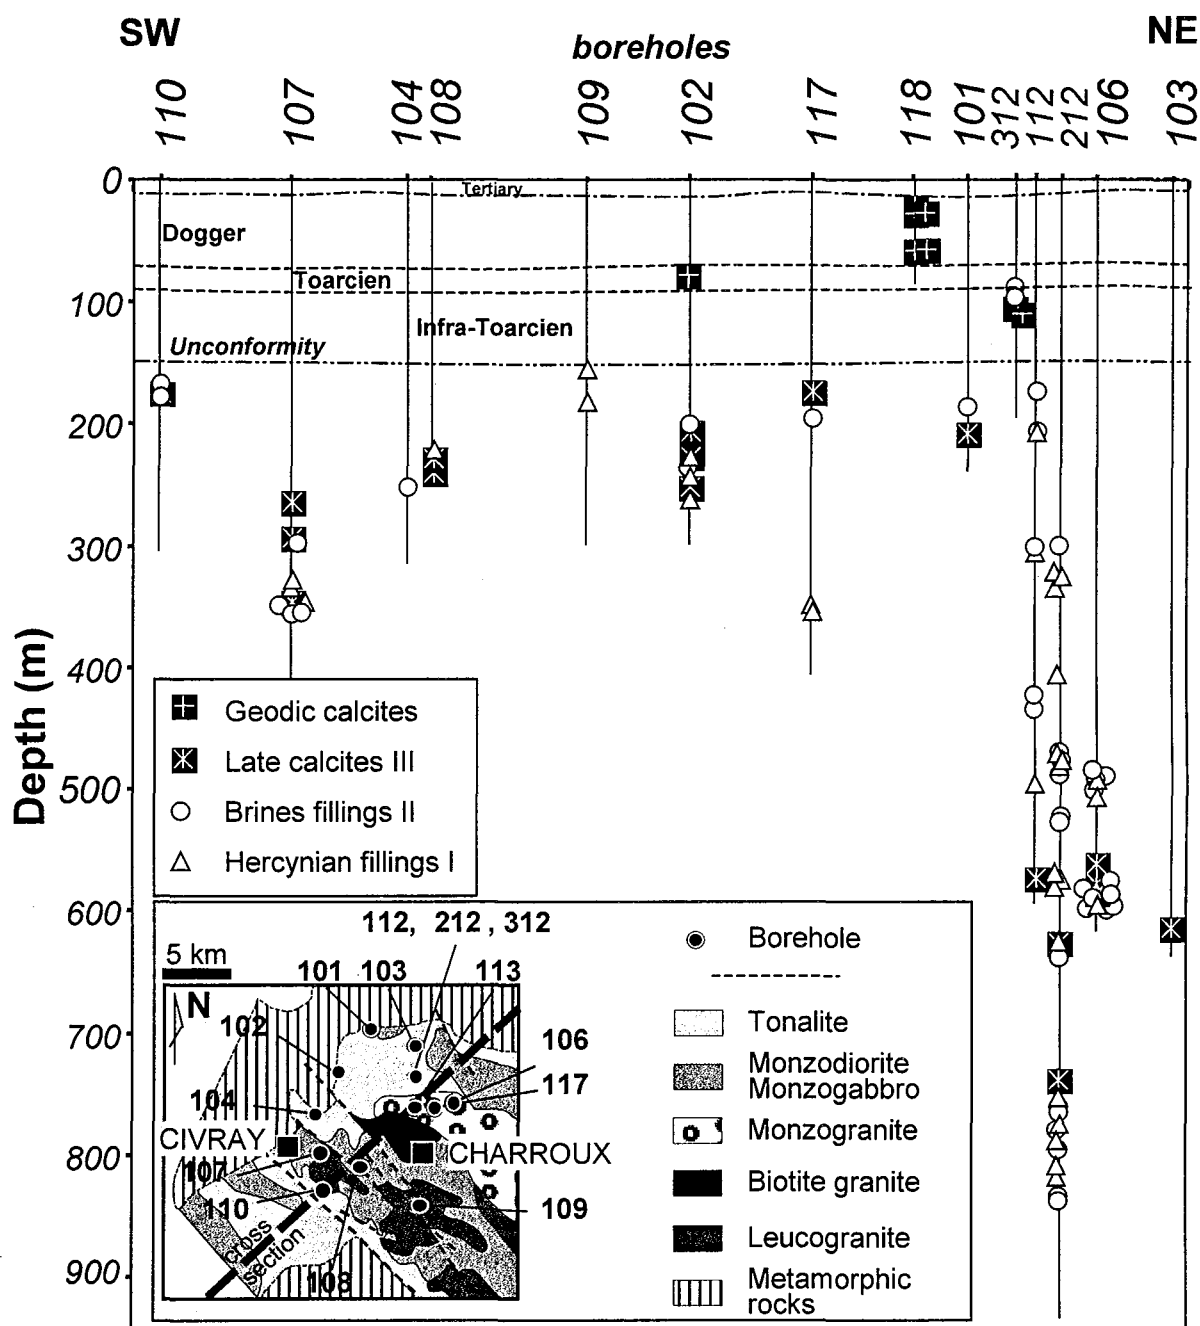 SW
NE
boreholes
110 107 104 108 109 102 117 118 101 312 112 212 106 103
0
Tertiary
Dogger
Toarcien
100
Infra-Toarcien
Unconformity
200
300
400
500
600
700
800
900
Depth (m)
Geodic calcites
Late calcites III
Brines fillings II
Hercynian fillings I
112, 212 , 312
5 km
101 103 113
N
102
106
117
104
CIVRAY
CHARROUX
107
110
109
cross
section
108
Borehole
Tonalite
Monzodiorite
Monzogabbro
Monzogranite
Biotite granite
Leucogranite
Metamorphic
rocks